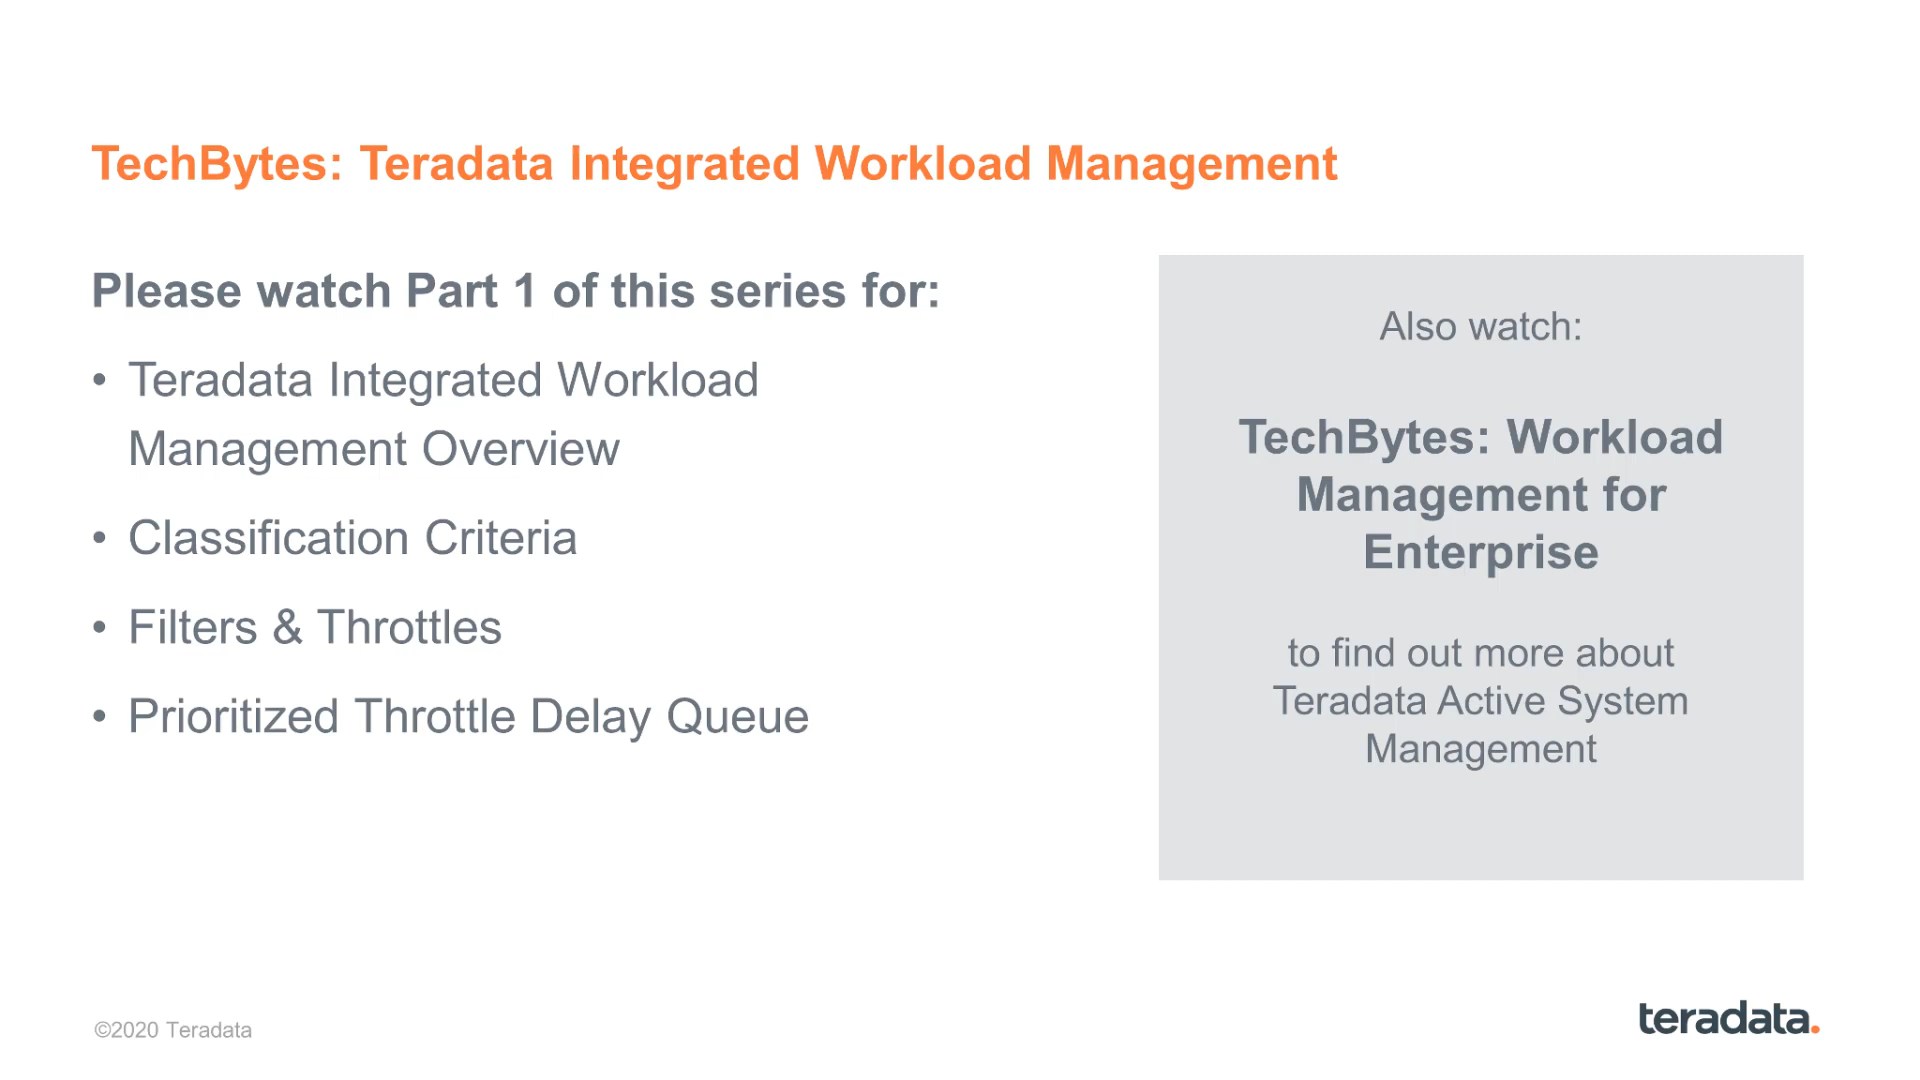 TechBytes: Teradata Integrated Workload Management
Please watch Part 1 of this series for:
• Teradata Integrated Workload
Management Overview
• Classification Criteria
• Filters & Throttles
• Prioritized Throttle Delay Queue
Also watch:
TechBytes: Workload
Management for
Enterprise
to find out more about
Teradata Active System
Management
©2020 Teradata
teradata.